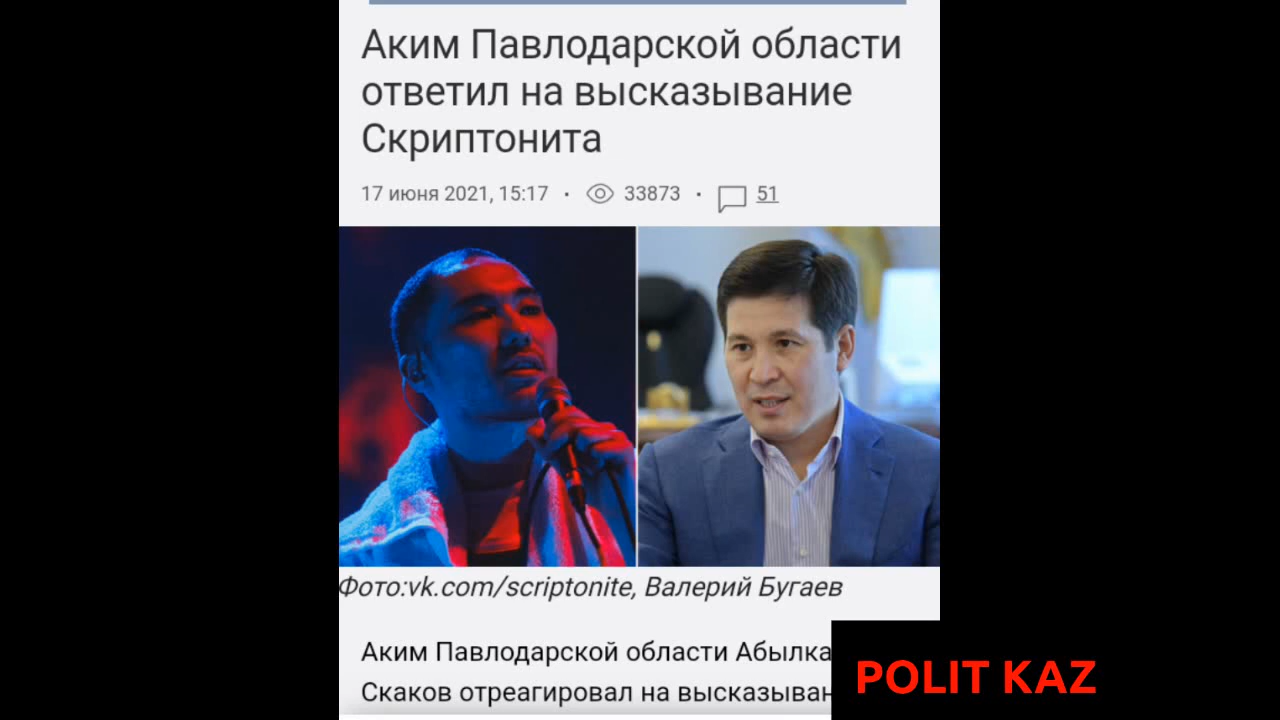 Аким Павлодарской области
ответил на высказывание
Скриптонита
17 июня 2021, 15:17 · 33873 · 51
Фото:vk.com/scriptonite, Валерий Бугаев
Аким Павлодарской области
Скаков отреагировал на
POLIT KAZ